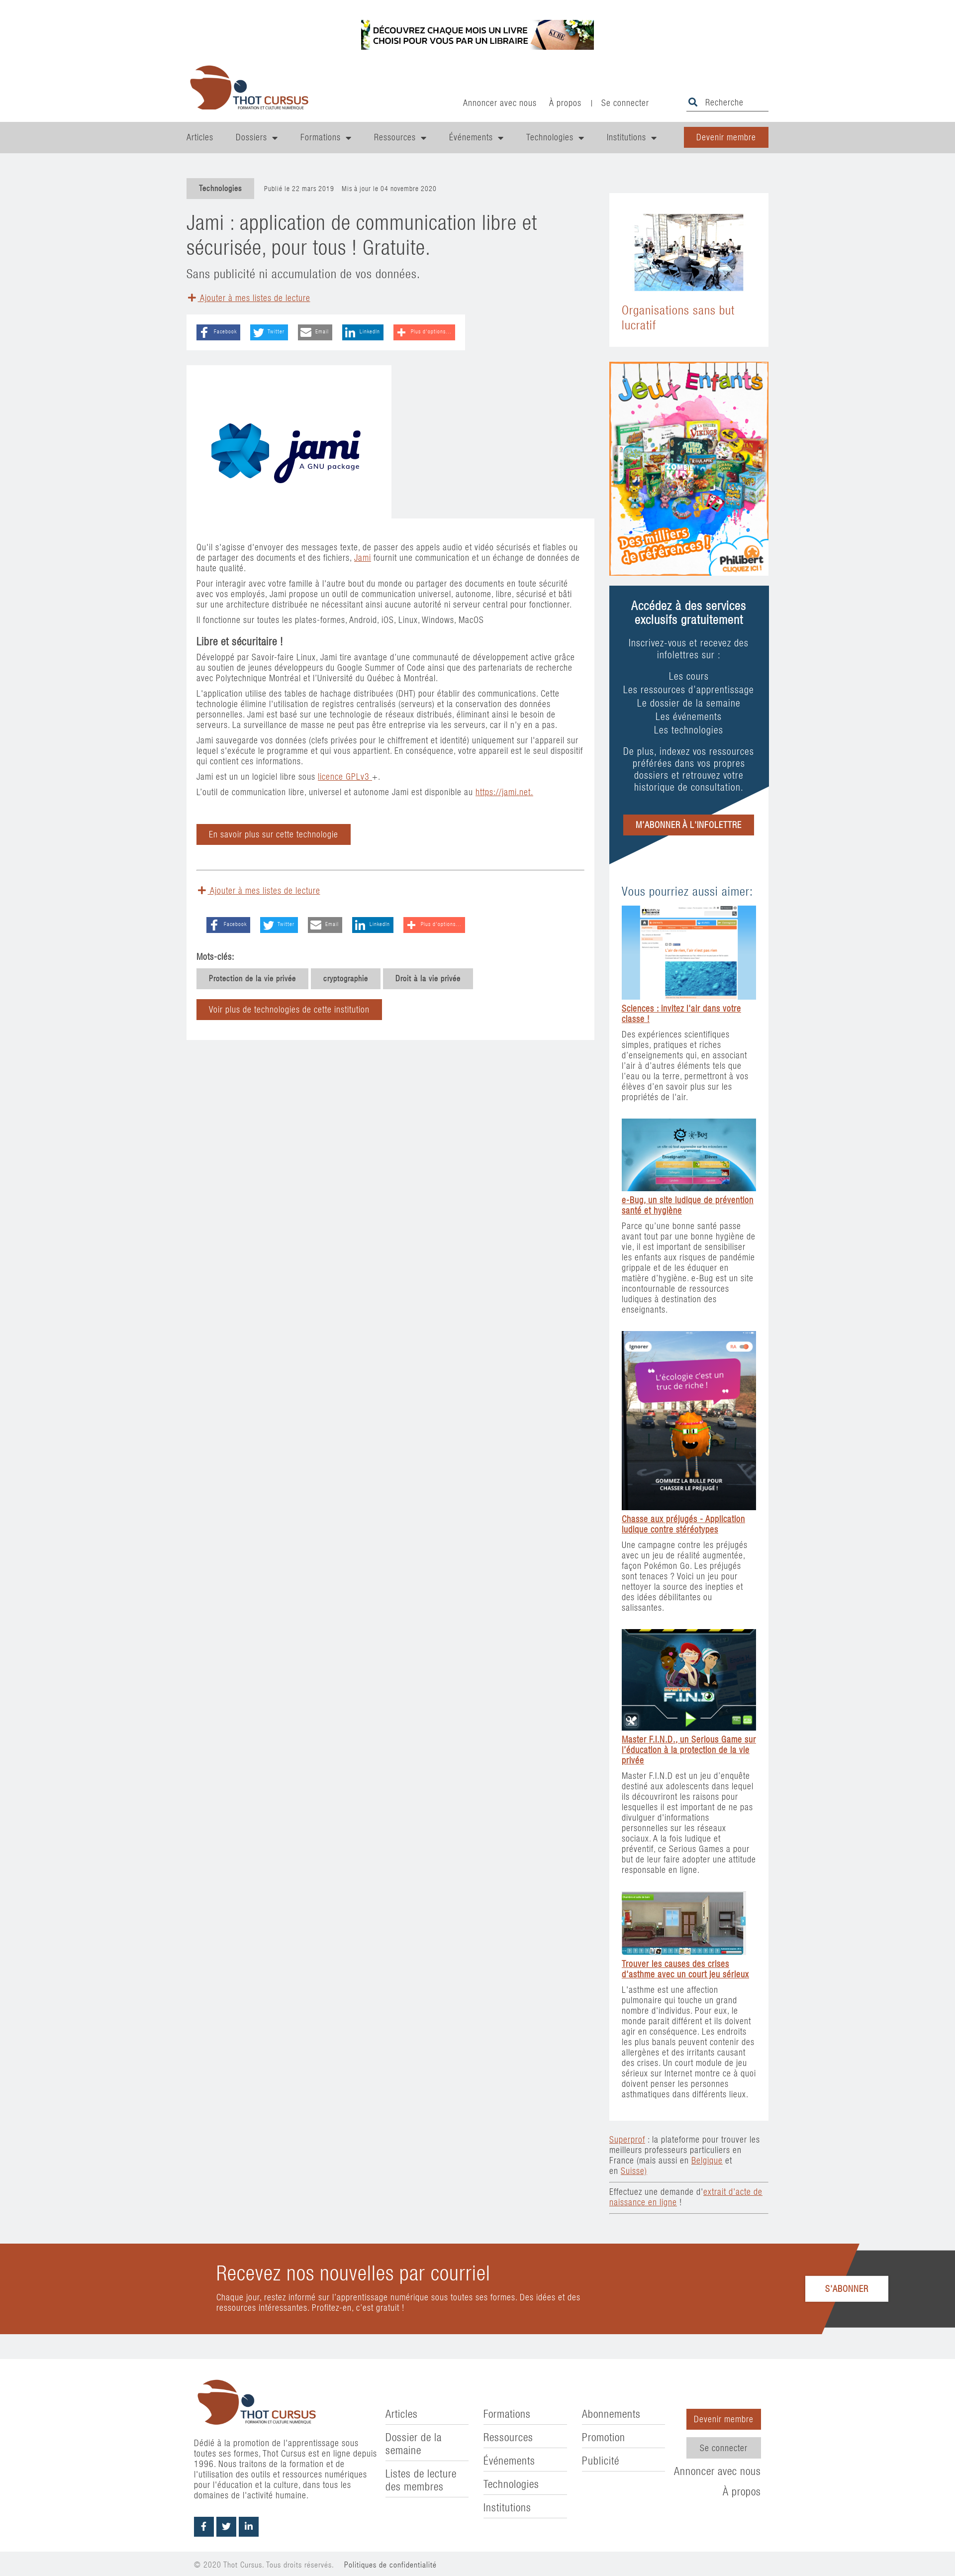 DÉCOUVREZ CHAQUE MOIS UN LIVRE
CHOISI POUR VOUS PAR UN LIBRAIRE
KUBE
THOT CURSUS
FORMATION ET CULTURE NUMÉRIQUE
Annoncer avec nous
À propos
|
Se connecter
Recherche
Articles
Dossiers
Formations
Ressources
Événements
Technologies
Institutions
Devenir membre
Technologies
Publié le 22 mars 2019
Mis à jour le 04 novembre 2020
Jami : application de communication libre et
sécurisée, pour tous ! Gratuite.
Sans publicité ni accumulation de vos données.
Ajouter à mes listes de lecture
Facebook
Twitter
Email
LinkedIn
Plus d'options...
jami
A GNU package
Qu'il s'agisse d'envoyer des messages texte, de passer des appels audio et vidéo sécurisés et fiables ou
de partager des documents et des fichiers, Jami fournit une communication et un échange de données de
haute qualité.
Pour interagir avec votre famille à l'autre bout du monde ou partager des documents en toute sécurité
avec vos employés, Jami propose un outil de communication universel, autonome, libre, sécurisé et bâti
sur une architecture distribuée ne nécessitant ainsi aucune autorité ni serveur central pour fonctionner.
Il fonctionne sur toutes les plates-formes, Android, iOS, Linux, Windows, MacOS
Libre et sécuritaire !
Développé par Savoir-faire Linux, Jami tire avantage d'une communauté de développement active grâce
au soutien de jeunes développeurs du Google Summer of Code ainsi que des partenariats de recherche
avec Polytechnique Montréal et l'Université du Québec à Montréal.
L'application utilise des tables de hachage distribuées (DHT) pour établir des communications. Cette
technologie élimine l'utilisation de registres centralisés (serveurs) et la conservation des données
personnelles. Jami est basé sur une technologie de réseaux distribués, éliminant ainsi le besoin de
serveurs. La surveillance de masse ne peut pas être entreprise via les serveurs, car il n'y en a pas.
Jami sauvegarde vos données (clefs privées pour le chiffrement et identité) uniquement sur l'appareil sur
lequel s'exécute le programme et qui vous appartient. En conséquence, votre appareil est le seul dispositif
qui contient ces informations.
Jami est un un logiciel libre sous licence GPLv3 +.
L'outil de communication libre, universel et autonome Jami est disponible au https://jami.net.
En savoir plus sur cette technologie
Ajouter à mes listes de lecture
Facebook
Twitter
Email
LinkedIn
Plus d'options...
Mots-clés:
Protection de la vie privée
cryptographie
Droit à la vie privée
Voir plus de technologies de cette institution
Organisations sans but
lucratif
Jeux Enfants
VIKINGS
ZOMBIE
KIDS
Des milliers
de références !
Philibert
CLIQUEZ ICI !
Accédez à des services
exclusifs gratuitement
Inscrivez-vous et recevez des
infolettres sur :
Les cours
Les ressources d'apprentissage
Le dossier de la semaine
Les événements
Les technologies
De plus, indexez vos ressources
préférées dans vos propres
dossiers et retrouvez votre
historique de consultation.
M'ABONNER À L'INFOLETTRE
Vous pourriez aussi aimer:
Sciences : invitez l'air dans votre
classe !
Des expériences scientifiques
simples, pratiques et riches
d'enseignements qui, en associant
l'air à d'autres éléments tels que
l'eau ou la terre, permettront à vos
élèves d'en savoir plus sur les
propriétés de l'air.
e-Bug
e-Bug, un site ludique de prévention
santé et hygiène
Parce qu'une bonne santé passe
avant tout par une bonne hygiène de
vie, il est important de sensibiliser
les enfants aux risques de pandémie
grippale et de les éduquer en
matière d'hygiène. e-Bug est un site
incontournable de ressources
ludiques à destination des
enseignants.
Ignorer
RA
L'écologie c'est un
truc de riche !
GOMMEZ LA BULLE POUR
CHASSER LE PRÉJUGÉ !
Chasse aux préjugés - Application
ludique contre stéréotypes
Une campagne contre les préjugés
avec un jeu de réalité augmentée,
façon Pokémon Go. Les préjugés
sont tenaces ? Voici un jeu pour
nettoyer la source des inepties et
des idées débilitantes ou
salissantes.
MASTER
F.I.N.D.
Master F.I.N.D., un Serious Game sur
l'éducation à la protection de la vie
privée
Master F.I.N.D est un jeu d'enquête
destiné aux adolescents dans lequel
ils découvriront les raisons pour
lesquelles il est important de ne pas
divulguer d'informations
personnelles sur les réseaux
sociaux. A la fois ludique et
préventif, ce Serious Games a pour
but de leur faire adopter une attitude
responsable en ligne.
Trouver les causes des crises
d'asthme avec un court jeu sérieux
L'asthme est une affection
pulmonaire qui touche un grand
nombre d'individus. Pour eux, le
monde parait différent et ils doivent
agir en conséquence. Les endroits
les plus banals peuvent contenir des
allergènes et des irritants causant
des crises. Un court module de jeu
sérieux sur Internet montre ce à quoi
doivent penser les personnes
asthmatiques dans différents lieux.
Superprof : la plateforme pour trouver les
meilleurs professeurs particuliers en
France (mais aussi en Belgique et
en Suisse)
Effectuez une demande d'extrait d'acte de
naissance en ligne !
Recevez nos nouvelles par courriel
Chaque jour, restez informé sur l'apprentissage numérique sous toutes ses formes. Des idées et des
ressources intéressantes. Profitez-en, c'est gratuit !
S'ABONNER
THOT CURSUS
FORMATION ET CULTURE NUMÉRIQUE
Dédié à la promotion de l'apprentissage sous
toutes ses formes, Thot Cursus est en ligne depuis
1996. Nous traitons de la formation et de
l'utilisation des outils et ressources numériques
pour l'éducation et la culture, dans tous les
domaines de l'activité humaine.
Articles
Dossier de la
semaine
Listes de lecture
des membres
Formations
Ressources
Événements
Technologies
Institutions
Abonnements
Promotion
Publicité
Devenir membre
Se connecter
Annoncer avec nous
À propos
© 2020 Thot Cursus. Tous droits réservés.
Politiques de confidentialité